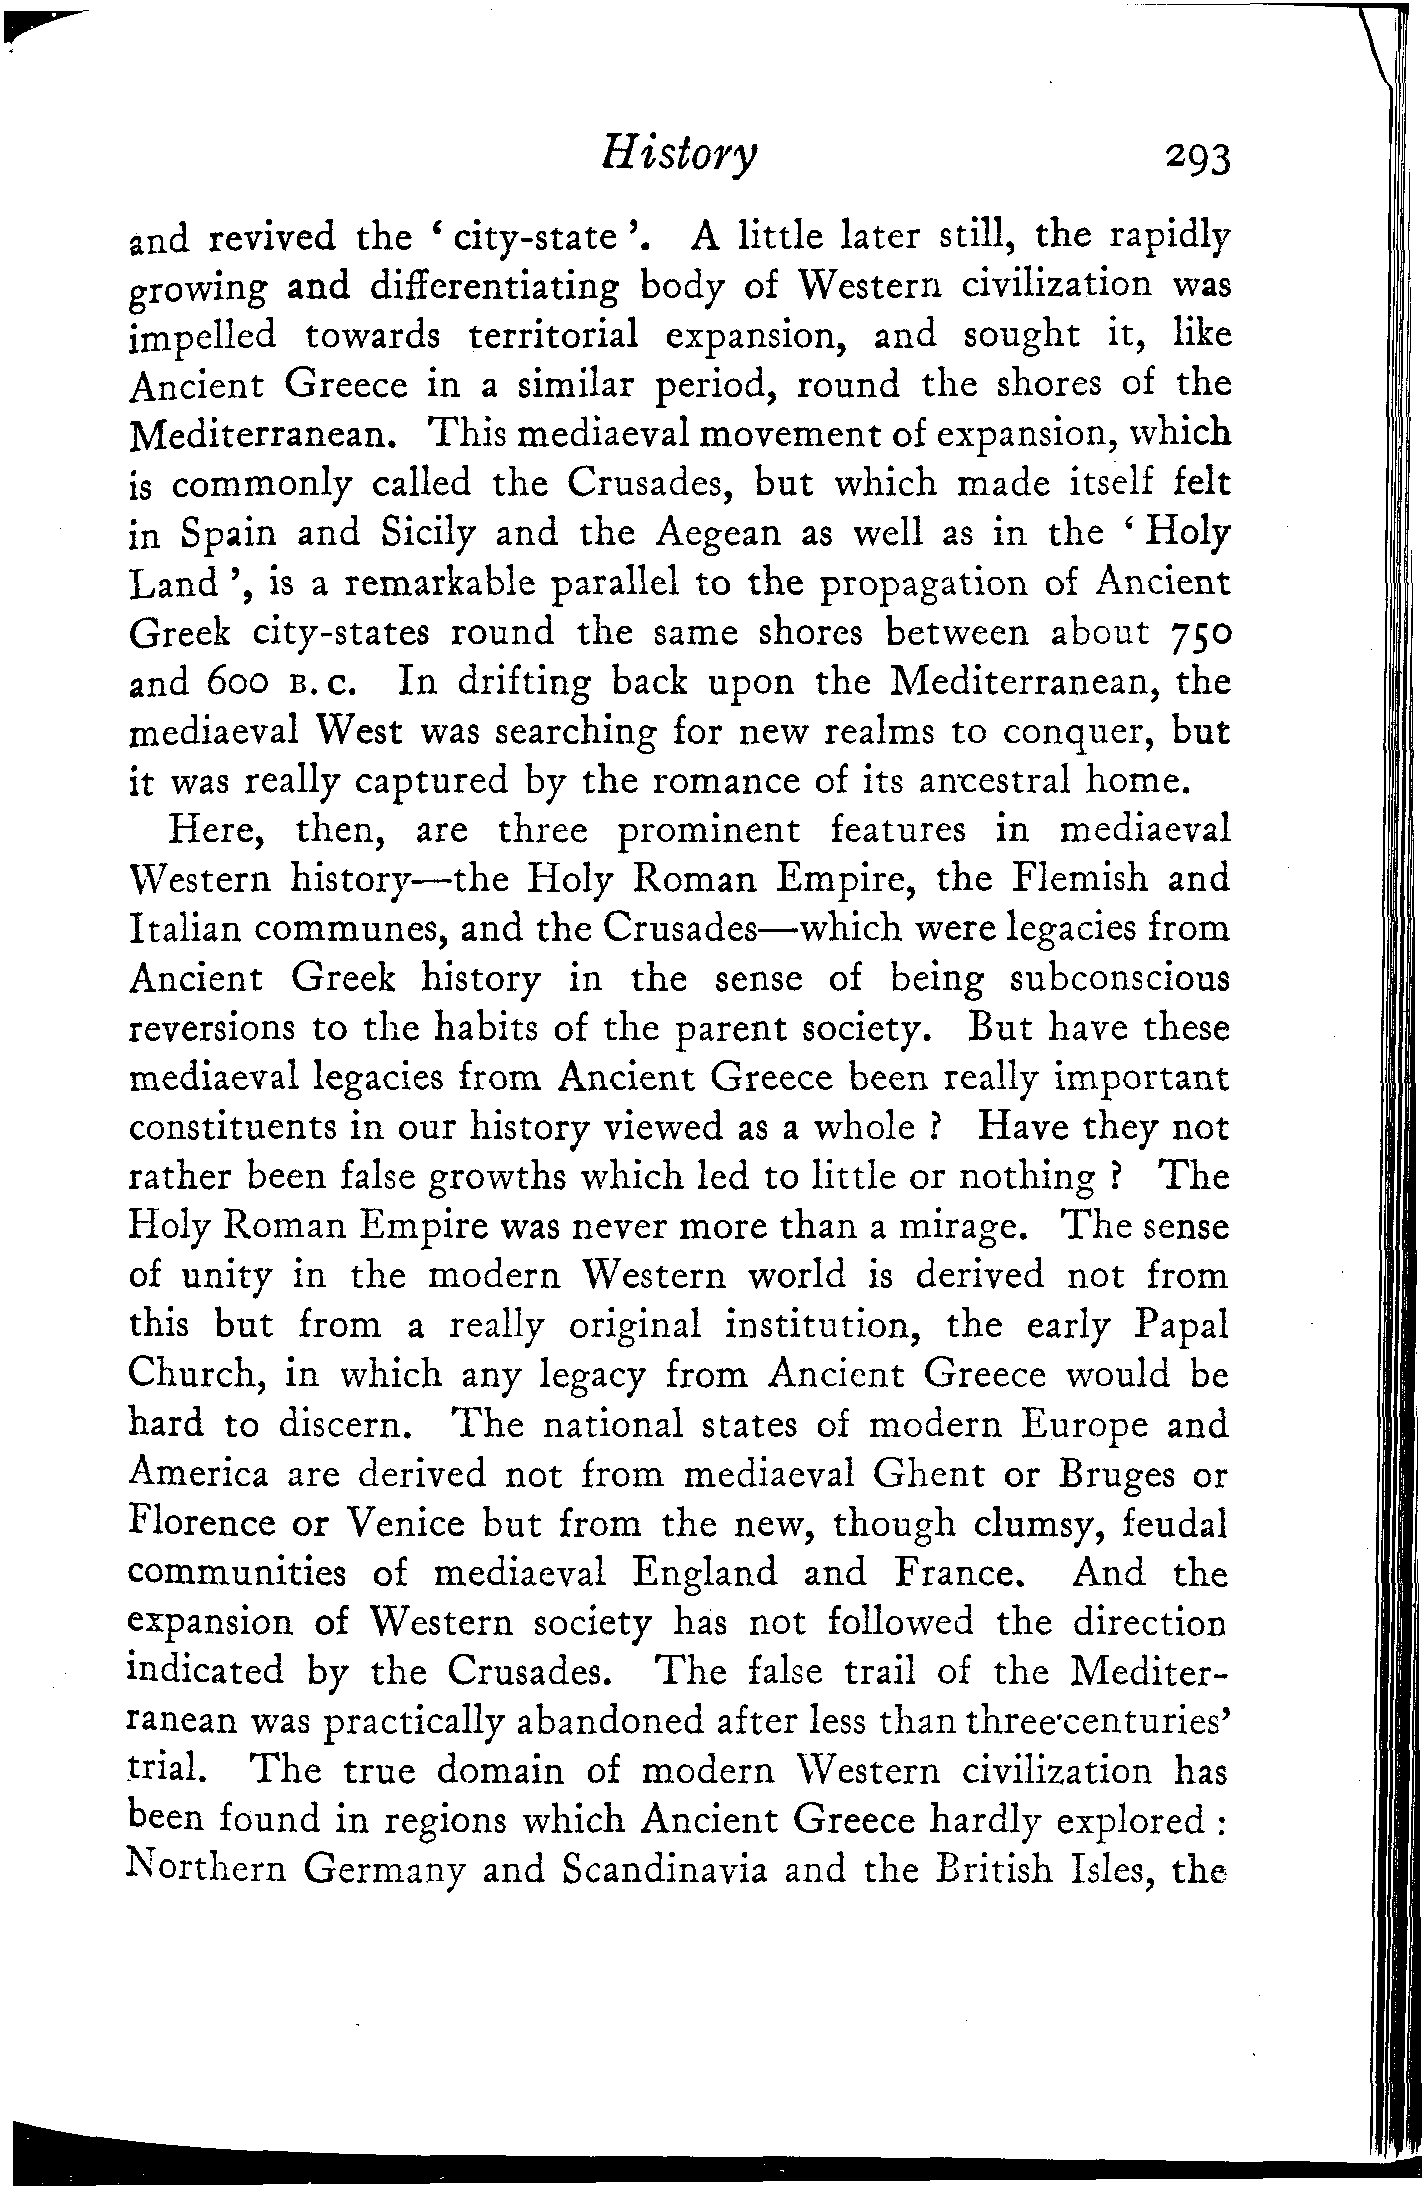 History 293
and revived the ‘ city-state ’. A little later still, the rapidly
growing and differentiating body of Western civilization was
impelled towards territorial expansion, and sought it, like
Ancient Greece in a similar period, round the shores of the
Mediterranean. This mediaeval movement of expansion, which
is commonly called the Crusades, but which made itself felt
in Spain and Sicily and the Aegean as well as in the ‘ Holy
Land ’, is a remarkable parallel to the propagation of Ancient
Greek city-states round the same shores between about 750
and 600 B.C. In drifting back upon the Mediterranean, the
mediaeval West was searching for new realms to conquer, but
it was really captured by the romance of its ancestral home.
Here, then, are three prominent features in mediaeval
Western history—the Holy Roman Empire, the Flemish and
Italian communes, and the Crusades—which were legacies from
Ancient Greek history in the sense of being subconscious
reversions to the habits of the parent society. But have these
mediaeval legacies from Ancient Greece been really important
constituents in our history viewed as a whole ? Have they not
rather been false growths which led to little or nothing ? The
Holy Roman Empire was never more than a mirage. The sense
of unity in the modern Western world is derived not from
this but from a really original institution, the early Papal
Church, in which any legacy from Ancient Greece would be
hard to discern. The national states of modern Europe and
America are derived not from mediaeval Ghent or Bruges or
Florence or Venice but from the new, though clumsy, feudal
communities of mediaeval England and France. And the
expansion of Western society has not followed the direction
indicated by the Crusades. The false trail of the Mediter-
ranean was practically abandoned after less than three centuries’
trial. The true domain of modern Western civilization has
been found in regions which Ancient Greece hardly explored :
Northern Germany and Scandinavia and the British Isles, the